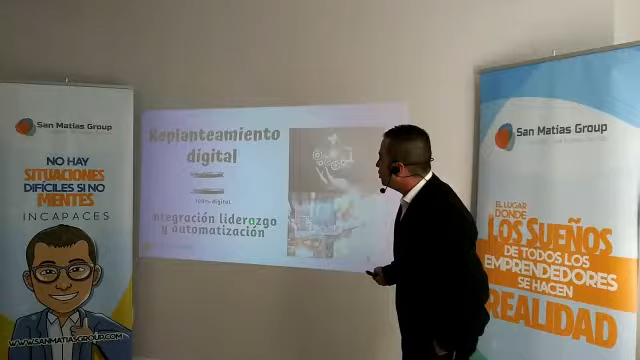 San Matias Group
NO HAY
SITUACIONES
DIFÍCILES SI NO
MENTES
INCAPACES
WWW.SANMATIASGROUP.COM
Replanteamiento
digital
100% digital
Integración liderazgo
y automatización
San Matias Group
EL LUGAR
DONDE
LOS SUEÑOS
DE TODOS LOS
EMPRENDEDORES
SE HACEN
REALIDAD